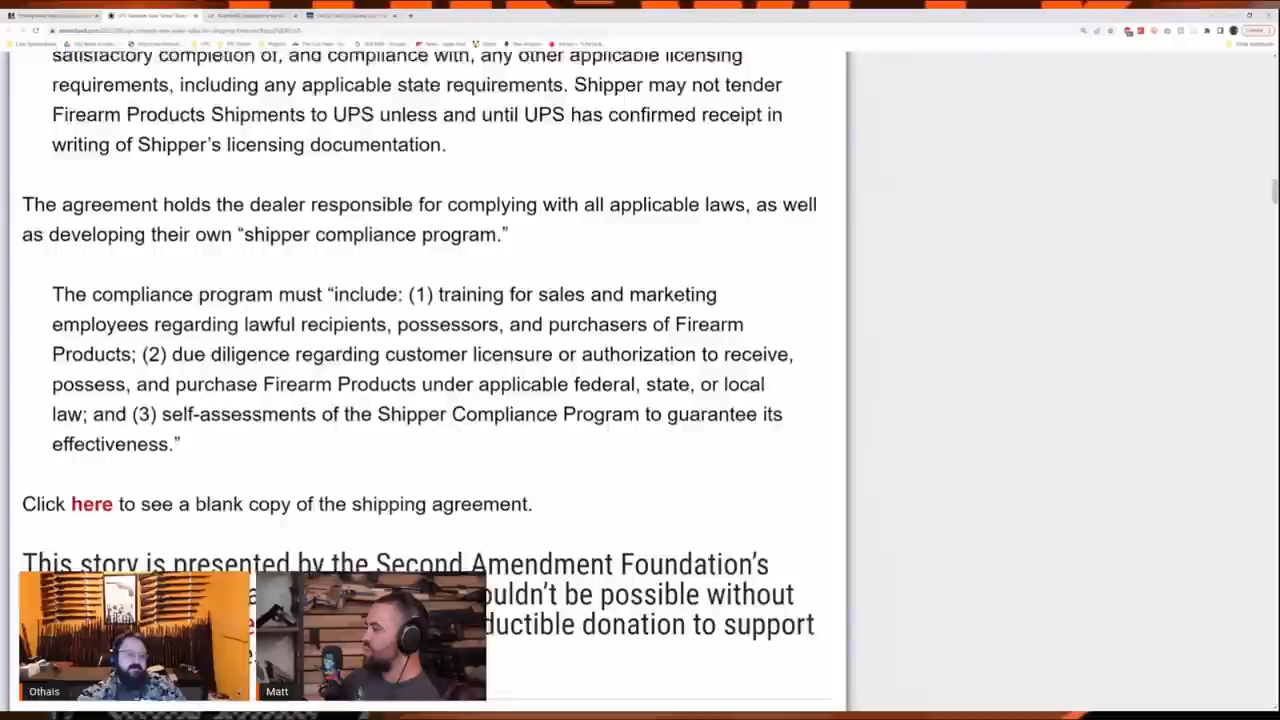 satisfactory completion of, and compliance with, any other applicable licensing
requirements, including any applicable state requirements. Shipper may not tender
Firearm Products Shipments to UPS unless and until UPS has confirmed receipt in
writing of Shipper’s licensing documentation.
The agreement holds the dealer responsible for complying with all applicable laws, as well
as developing their own “shipper compliance program.”
The compliance program must “include: (1) training for sales and marketing
employees regarding lawful recipients, possessors, and purchasers of Firearm
Products; (2) due diligence regarding customer licensure or authorization to receive,
possess, and purchase Firearm Products under applicable federal, state, or local
law; and (3) self-assessments of the Shipper Compliance Program to guarantee its
effectiveness.”
Click here to see a blank copy of the shipping agreement.
This story is presented by the Second Amendment Foundation’s
be possible without
donation to support
Othais
Matt